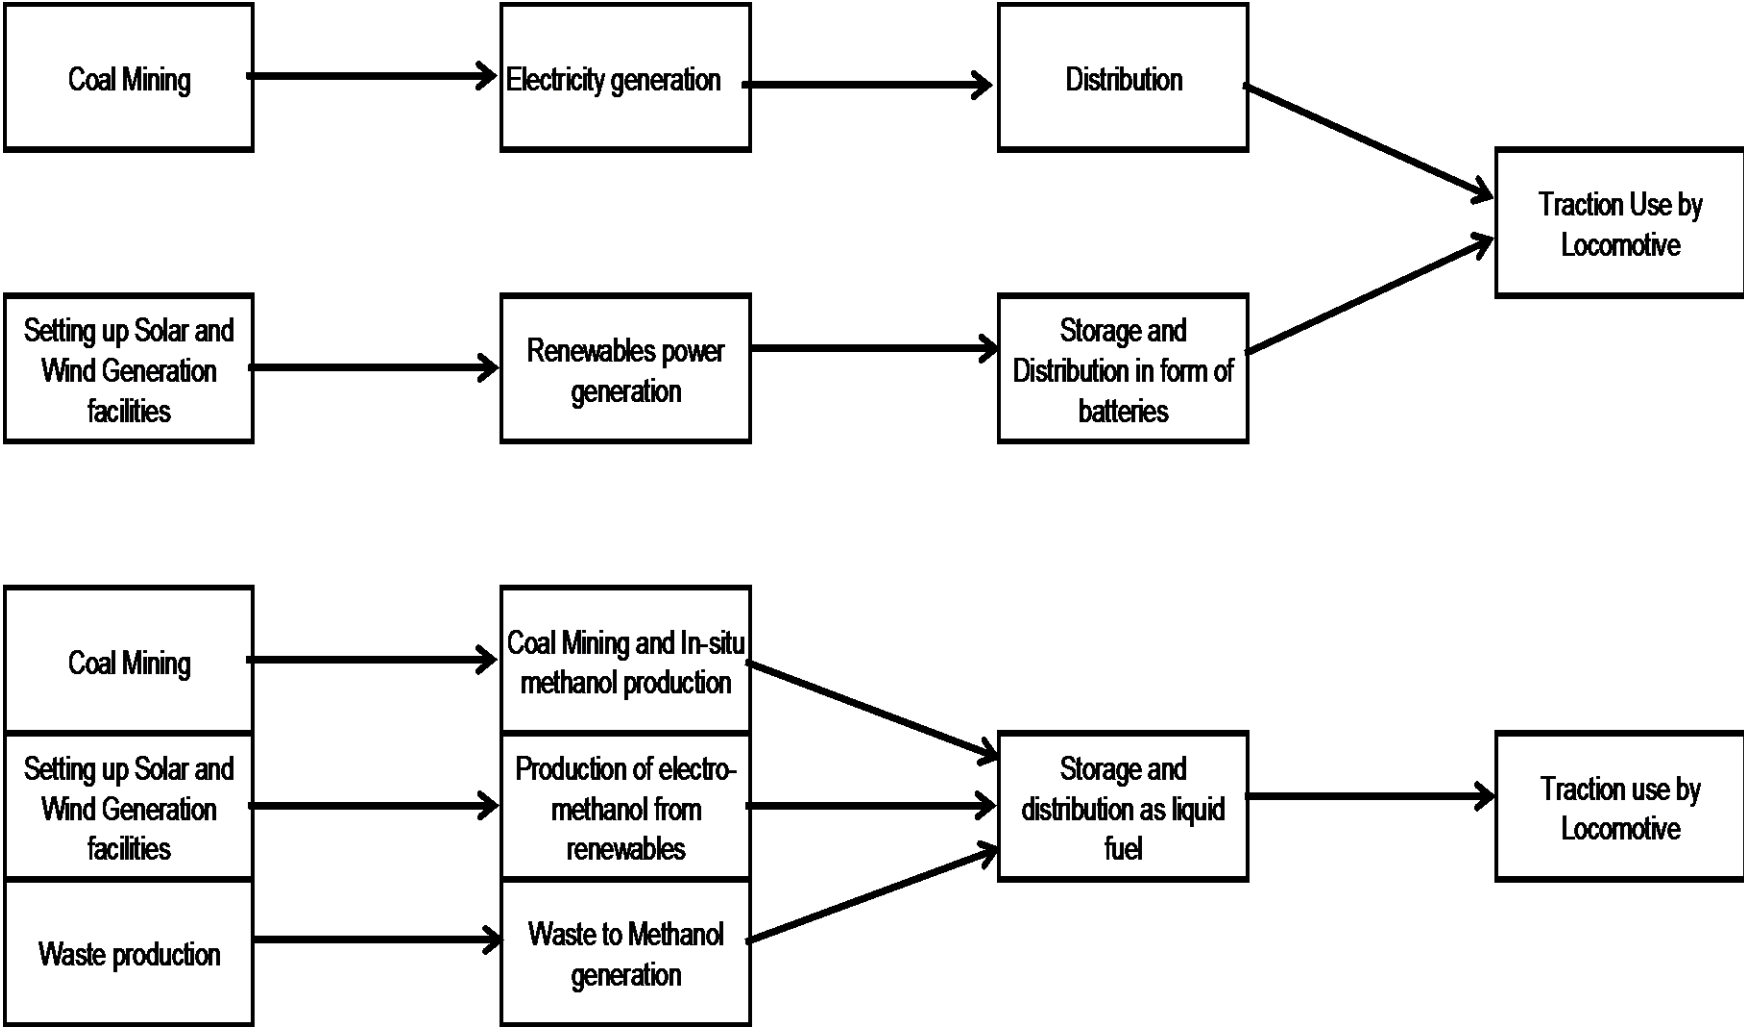 Coal Mining
Electricity generation
Distribution
Traction Use by
Locomotive
Setting up Solar and
Wind Generation
facilities
Renewables power
generation
Storage and
Distribution in form of
batteries
Coal Mining
Coal Mining and In-situ
methanol production
Setting up Solar and
Wind Generation
facilities
Production of electro-
methanol from
renewables
Storage and
distribution as liquid
fuel
Traction use by
Locomotive
Waste production
Waste to Methanol
generation